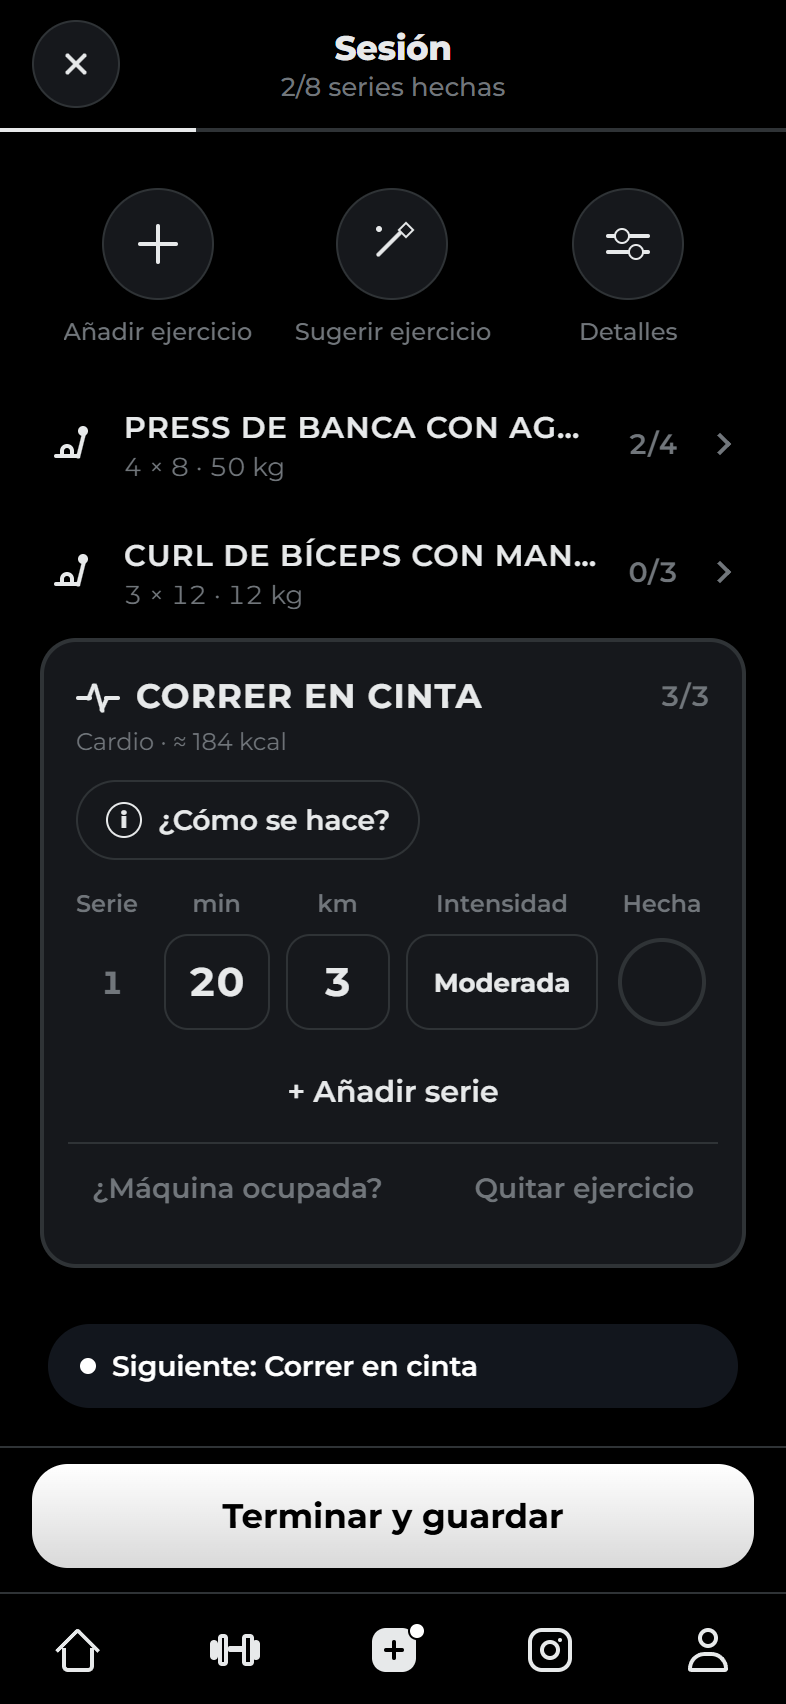 Sesión
2/8 series hechas
Añadir ejercicio
Sugerir ejercicio
Detalles
PRESS DE BANCA CON AG...
2/4
4 × 8 · 50 kg
CURL DE BÍCEPS CON MAN...
0/3
3 × 12 · 12 kg
CORRER EN CINTA
3/3
Cardio · ≈ 184 kcal
¿Cómo se hace?
Serie min km Intensidad Hecha
1 20 3 Moderada
+ Añadir serie
¿Máquina ocupada? Quitar ejercicio
Siguiente: Correr en cinta
Terminar y guardar